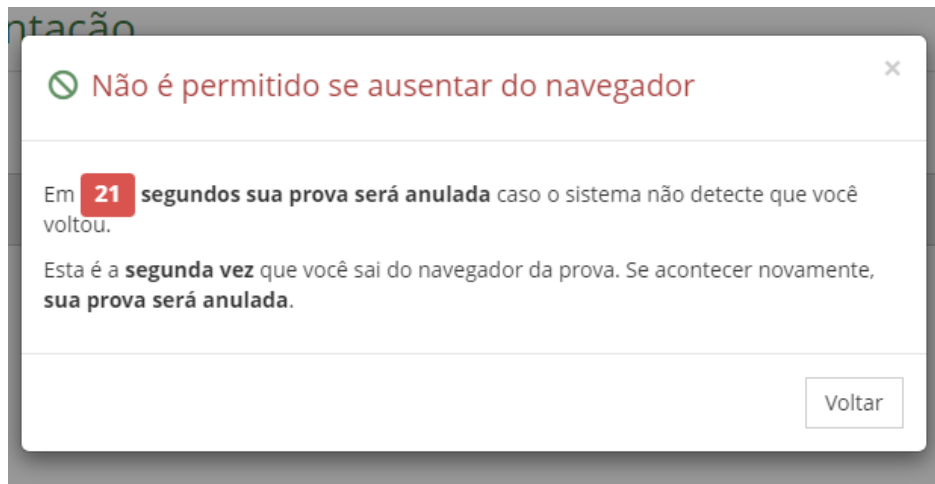 ntação
Não é permitido se ausentar do navegador
×
Em 21 segundos sua prova será anulada caso o sistema não detecte que você
voltou.
Esta é a segunda vez que você sai do navegador da prova. Se acontecer novamente,
sua prova será anulada.
Voltar